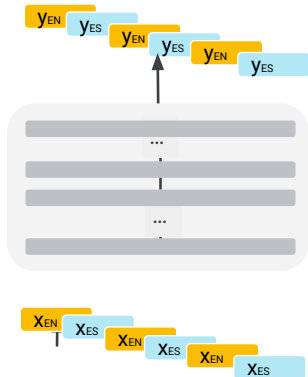 yEN
yES
yEN
yES
yEN
yES
...
...
xEN
xES
xEN
xES
xEN
xES